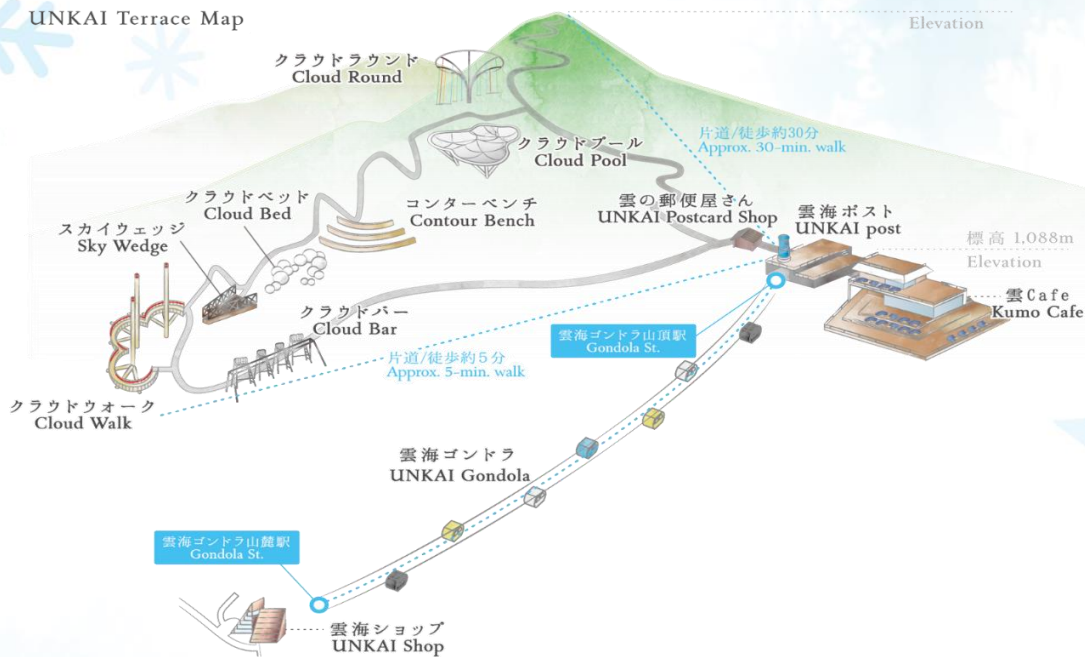 UNKAI Terrace Map
Elevation
クラウドラウンド
Cloud Round
片道/徒歩約30分
Approx. 30-min. walk
クラウドプール
Cloud Pool
クラウドベッド
Cloud Bed
コンターベンチ
Contour Bench
雲の郵便屋さん
UNKAI Postcard Shop
雲海ポスト
UNKAI post
スカイウェッジ
Sky Wedge
標高 1,088m
Elevation
雲Cafe
Kumo Cafe
クラウドバー
Cloud Bar
雲海ゴンドラ山頂駅
Gondola St.
片道/徒歩約5分
Approx. 5-min. walk
クラウドウォーク
Cloud Walk
雲海ゴンドラ
UNKAI Gondola
雲海ゴンドラ山麓駅
Gondola St.
雲海ショップ
UNKAI Shop